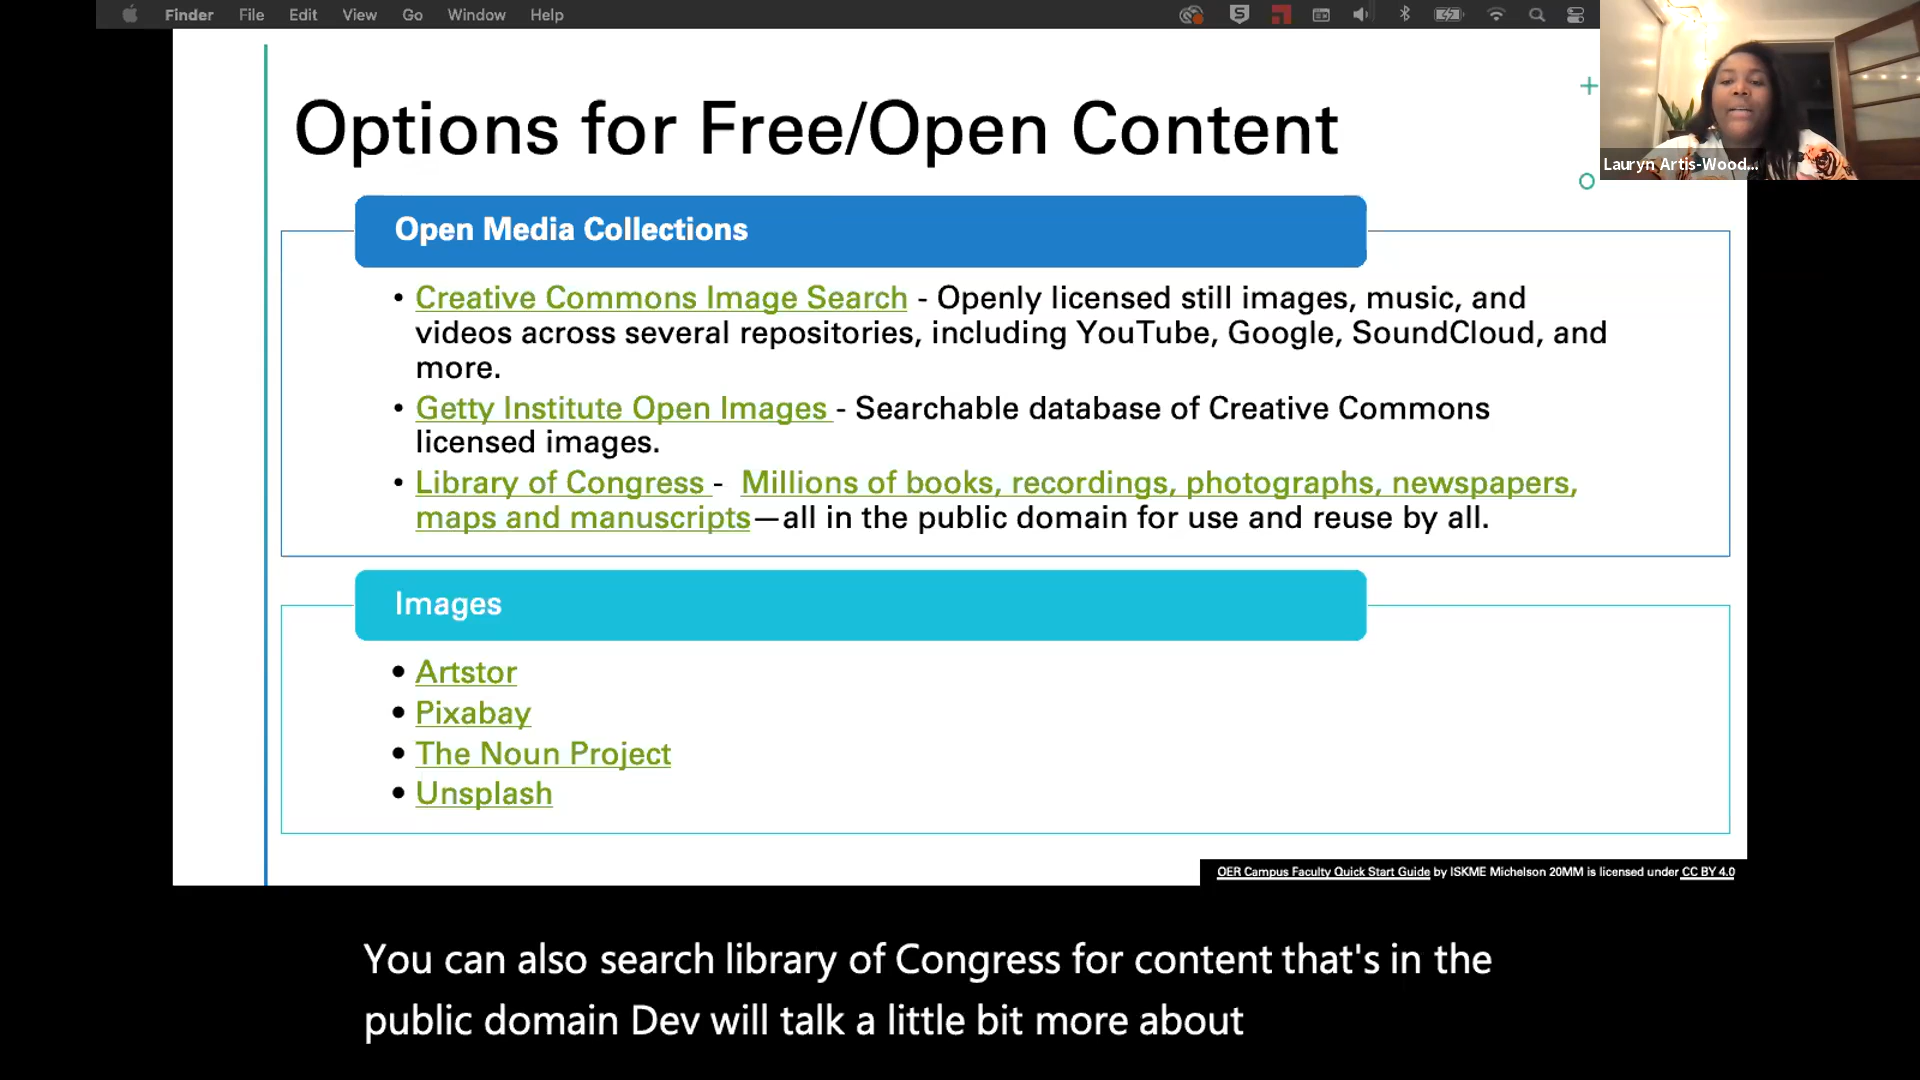 Finder File Edit View Go Window Help
Lauryn Artis-Wood...
Options for Free/Open Content
Open Media Collections
• Creative Commons Image Search - Openly licensed still images, music, and
videos across several repositories, including YouTube, Google, SoundCloud, and
more.
• Getty Institute Open Images - Searchable database of Creative Commons
licensed images.
• Library of Congress - Millions of books, recordings, photographs, newspapers,
maps and manuscripts—all in the public domain for use and reuse by all.
Images
• Artstor
• Pixabay
• The Noun Project
• Unsplash
OER Campus Faculty Quick Start Guide by ISKME Michelson 20MM is licensed under CC BY 4.0
You can also search library of Congress for content that's in the
public domain Dev will talk a little bit more about